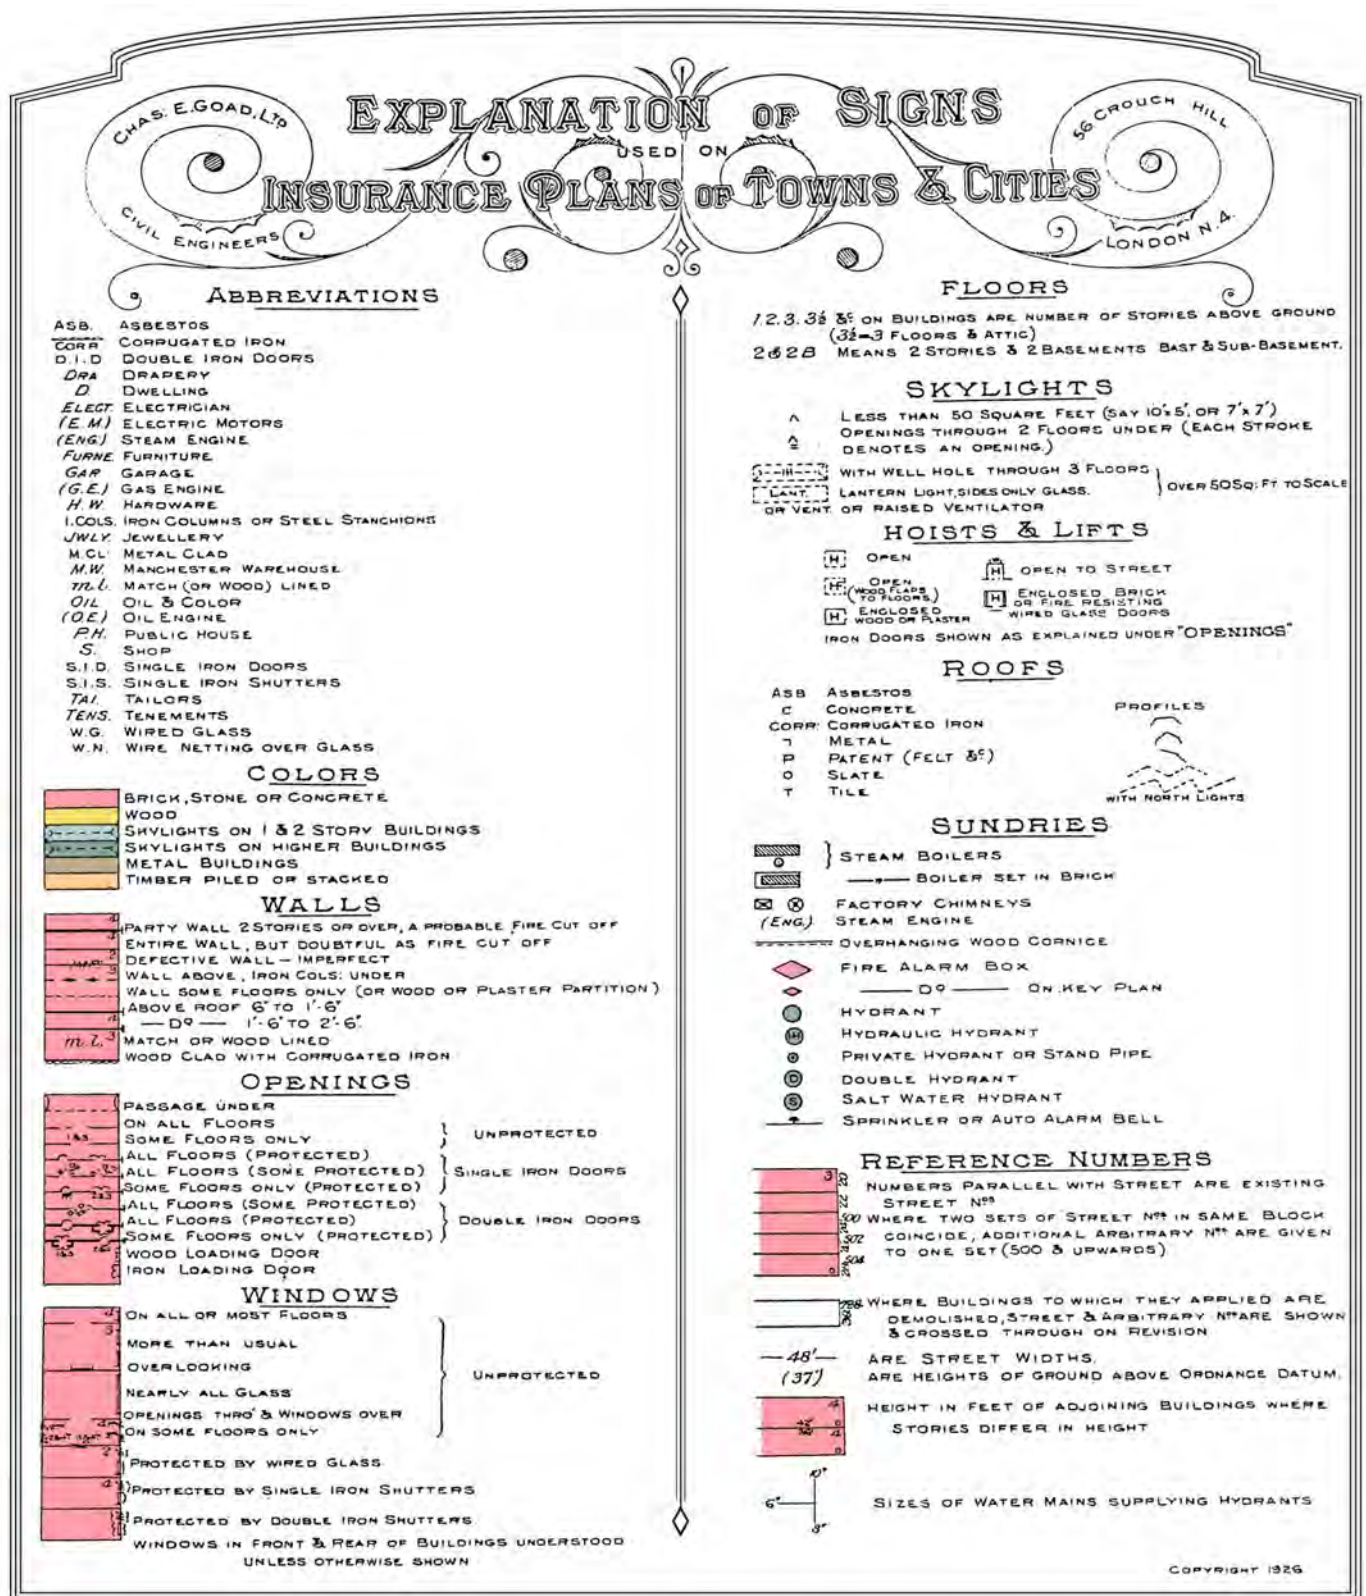 CHAS: E. GOAD, LTD
CIVIL ENGINEERS
EXPLANATION OF SIGNS
USED ON
INSURANCE PLANS OF TOWNS & CITIES
56 CROUCH HILL
LONDON N.4.
ABBREVIATIONS
ASB. ASBESTOS
CORR CORRUGATED IRON
D.I.D DOUBLE IRON DOORS
DRA DRAPERY
D. DWELLING
ELECT. ELECTRICIAN
(E.M.) ELECTRIC MOTORS
(ENG.) STEAM ENGINE
FURNE. FURNITURE
GAR GARAGE
(G.E.) GAS ENGINE
H.W. HARDWARE
I.COLS. IRON COLUMNS OR STEEL STANCHIONS
JWLY. JEWELLERY
M.CL: METAL CLAD
M.W. MANCHESTER WAREHOUSE
m.l. MATCH (OR WOOD) LINED
OIL OIL & COLOR
(O.E.) OIL ENGINE
P.H. PUBLIC HOUSE
S. SHOP
S.I.D. SINGLE IRON DOORS
S.I.S. SINGLE IRON SHUTTERS
TAI. TAILORS
TENS. TENEMENTS
W.G. WIRED GLASS
W.N. WIRE NETTING OVER GLASS
COLORS
BRICK, STONE OR CONCRETE
WOOD
SKYLIGHTS ON 1 & 2 STORY BUILDINGS
SKYLIGHTS ON HIGHER BUILDINGS
METAL BUILDINGS
TIMBER PILED OR STACKED
WALLS
PARTY WALL 2 STORIES OR OVER, A PROBABLE FIRE CUT OFF
ENTIRE WALL, BUT DOUBTFUL AS FIRE CUT OFF
DEFECTIVE WALL – IMPERFECT
WALL ABOVE, IRON COLS: UNDER
WALL SOME FLOORS ONLY (OR WOOD OR PLASTER PARTITION)
ABOVE ROOF 6" TO 1'-6"
— Do — 1'-6" TO 2'-6".
m.l. 3 MATCH OR WOOD LINED
WOOD CLAD WITH CORRUGATED IRON
OPENINGS
PASSAGE UNDER
ON ALL FLOORS
1&3 SOME FLOORS ONLY
UNPROTECTED
ALL FLOORS (PROTECTED)
ALL FLOORS (SOME PROTECTED)
SOME FLOORS ONLY (PROTECTED)
SINGLE IRON DOORS
ALL FLOORS (SOME PROTECTED)
ALL FLOORS (PROTECTED)
SOME FLOORS ONLY (PROTECTED)
DOUBLE IRON DOORS
WOOD LOADING DOOR
IRON LOADING DOOR
WINDOWS
4 ON ALL OR MOST FLOORS
3
MORE THAN USUAL
OVERLOOKING
NEARLY ALL GLASS
OPENINGS THRO' & WINDOWS OVER
ON SOME FLOORS ONLY
UNPROTECTED
2
PROTECTED BY WIRED GLASS
4 PROTECTED BY SINGLE IRON SHUTTERS
PROTECTED BY DOUBLE IRON SHUTTERS
WINDOWS IN FRONT & REAR OF BUILDINGS UNDERSTOOD
UNLESS OTHERWISE SHOWN
FLOORS
1.2.3.3½ &c ON BUILDINGS ARE NUMBER OF STORIES ABOVE GROUND
(3½=3 FLOORS & ATTIC)
2&2B MEANS 2 STORIES & 2 BASEMENTS BAST & SUB-BASEMENT.
SKYLIGHTS
LESS THAN 50 SQUARE FEET (SAY 10'x5', OR 7'x7')
OPENINGS THROUGH 2 FLOORS UNDER (EACH STROKE
DENOTES AN OPENING.)
WITH WELL HOLE THROUGH 3 FLOORS
LANT. LANTERN LIGHT, SIDES ONLY GLASS.
OVER 50 SQ: FT TO SCALE
OR VENT. OR RAISED VENTILATOR
HOISTS & LIFTS
H OPEN
H OPEN TO STREET
HF OPEN
(WOOD FLAPS
TO FLOORS.)
H ENCLOSED BRICK
OR FIRE RESISTING
WIRED GLASS DOORS
H ENCLOSED
WOOD OR PLASTER
IRON DOORS SHOWN AS EXPLAINED UNDER "OPENINGS"
ROOFS
ASB ASBESTOS
C CONCRETE
CORR: CORRUGATED IRON
METAL
P PATENT (FELT &c)
O SLATE
T TILE
PROFILES
WITH NORTH LIGHTS
SUNDRIES
STEAM BOILERS
—"— BOILER SET IN BRICK
FACTORY CHIMNEYS
(ENG.) STEAM ENGINE
OVERHANGING WOOD CORNICE
FIRE ALARM BOX
— Do — ON KEY PLAN
HYDRANT
H HYDRAULIC HYDRANT
PRIVATE HYDRANT OR STAND PIPE
D DOUBLE HYDRANT
S SALT WATER HYDRANT
SPRINKLER OR AUTO ALARM BELL
REFERENCE NUMBERS
3 20 NUMBERS PARALLEL WITH STREET ARE EXISTING
22 STREET Nos
500 WHERE TWO SETS OF STREET Nos IN SAME BLOCK
502 COINCIDE, ADDITIONAL ARBITRARY Nos ARE GIVEN
504 TO ONE SET (500 & UPWARDS)
WHERE BUILDINGS TO WHICH THEY APPLIED ARE
DEMOLISHED, STREET & ARBITRARY Nos ARE SHOWN
& CROSSED THROUGH ON REVISION
—48'— ARE STREET WIDTHS.
(37') ARE HEIGHTS OF GROUND ABOVE ORDNANCE DATUM.
4 HEIGHT IN FEET OF ADJOINING BUILDINGS WHERE
STORIES DIFFER IN HEIGHT
10"
6" SIZES OF WATER MAINS SUPPLYING HYDRANTS
8"
COPYRIGHT 1926